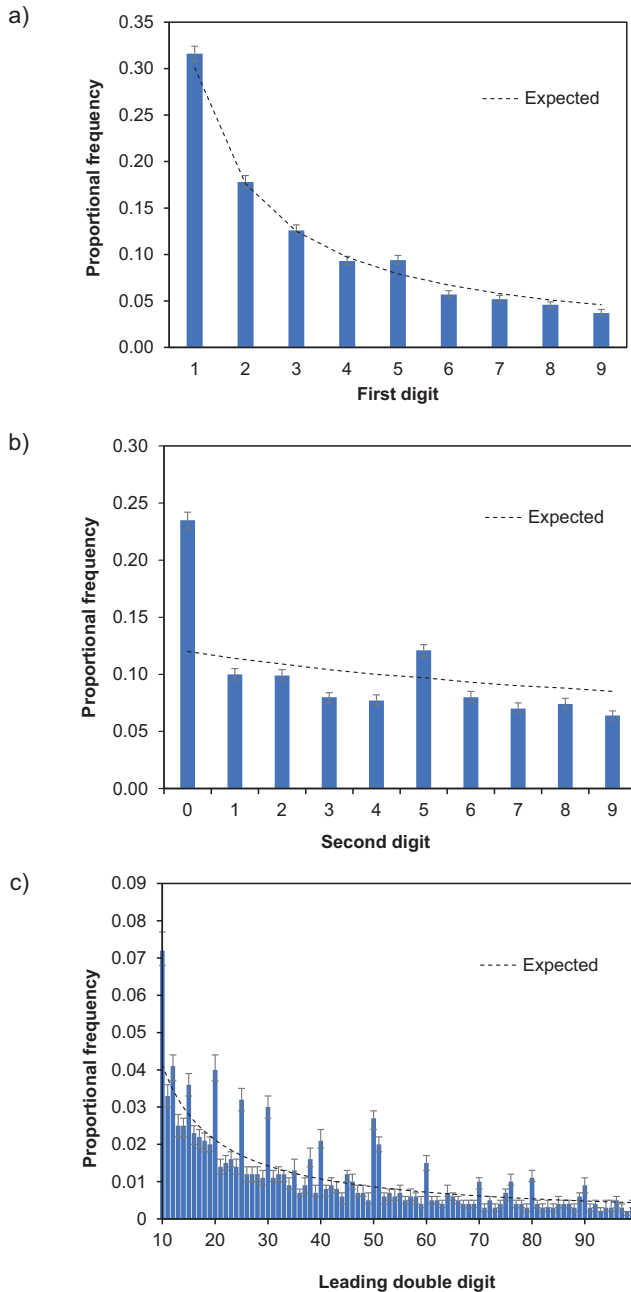 a)
0.35
0.30
0.25
0.20
0.15
0.10
0.05
0.00
Proportional frequency
Expected
1 2 3 4 5 6 7 8 9
First digit
b)
0.30
0.25
0.20
0.15
0.10
0.05
0.00
Proportional frequency
Expected
0 1 2 3 4 5 6 7 8 9
Second digit
c)
0.09
0.08
0.07
0.06
0.05
0.04
0.03
0.02
0.01
0
Proportional frequency
Expected
10 20 30 40 50 60 70 80 90
Leading double digit